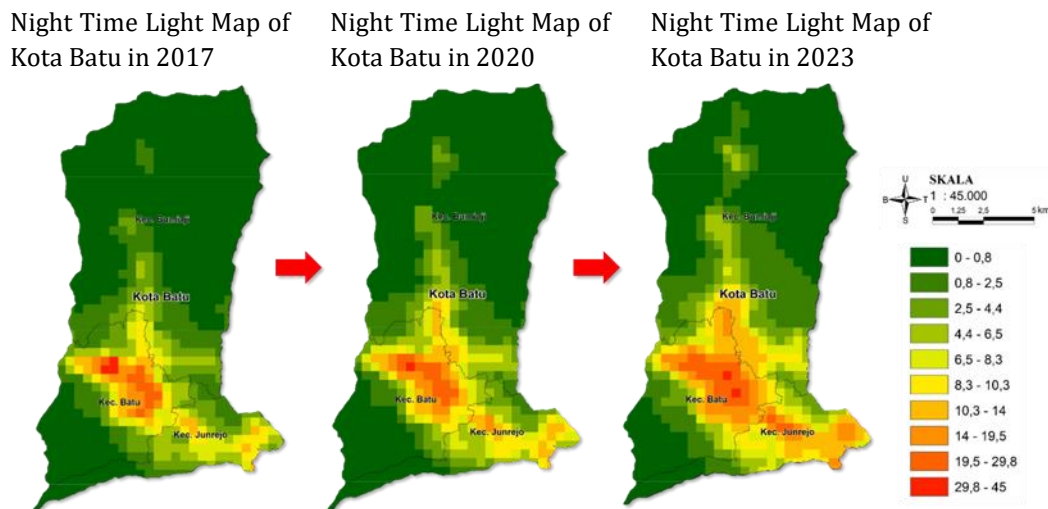 Night Time Light Map of
Kota Batu in 2017
Night Time Light Map of
Kota Batu in 2020
Night Time Light Map of
Kota Batu in 2023
Kec. Bumiaji
Kota Batu
Kec. Batu
Kec. Junrejo
Kec. Bumiaji
Kota Batu
Kec. Batu
Kec. Junrejo
Kec. Bumiaji
Kota Batu
Kec. Batu
Kec. Junrejo
U
B T
S
SKALA
1 : 45.000
0 1,25 2,5 5 km
0 - 0,8
0,8 - 2,5
2,5 - 4,4
4,4 - 6,5
6,5 - 8,3
8,3 - 10,3
10,3 - 14
14 - 19,5
19,5 - 29,8
29,8 - 45